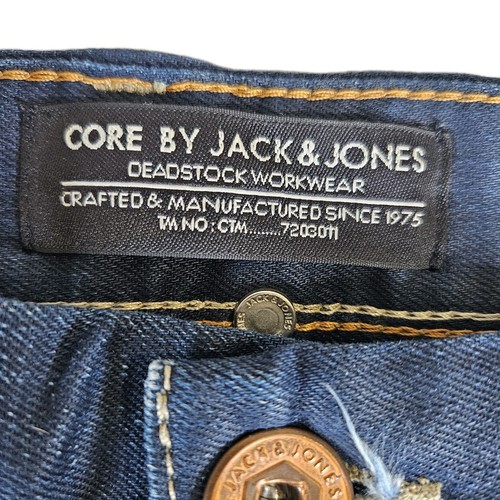 CORE BY JACK & JONES
DEADSTOCK WORKWEAR
CRAFTED & MANUFACTURED SINCE 1975
TM NO : CTM........7203011
JACK & JONES
JACK & JONES